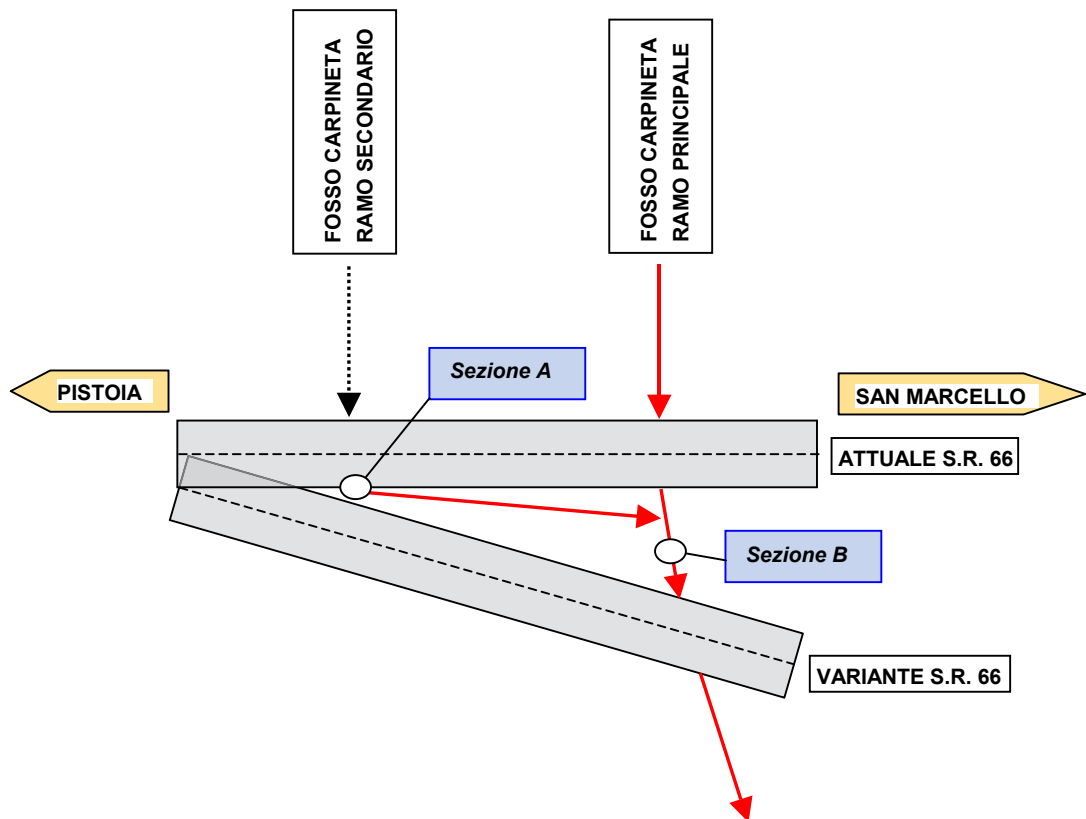 FOSSO CARPINETA
RAMO SECONDARIO
FOSSO CARPINETA
RAMO PRINCIPALE
Sezione A
PISTOIA
SAN MARCELLO
ATTUALE S.R. 66
Sezione B
VARIANTE S.R. 66